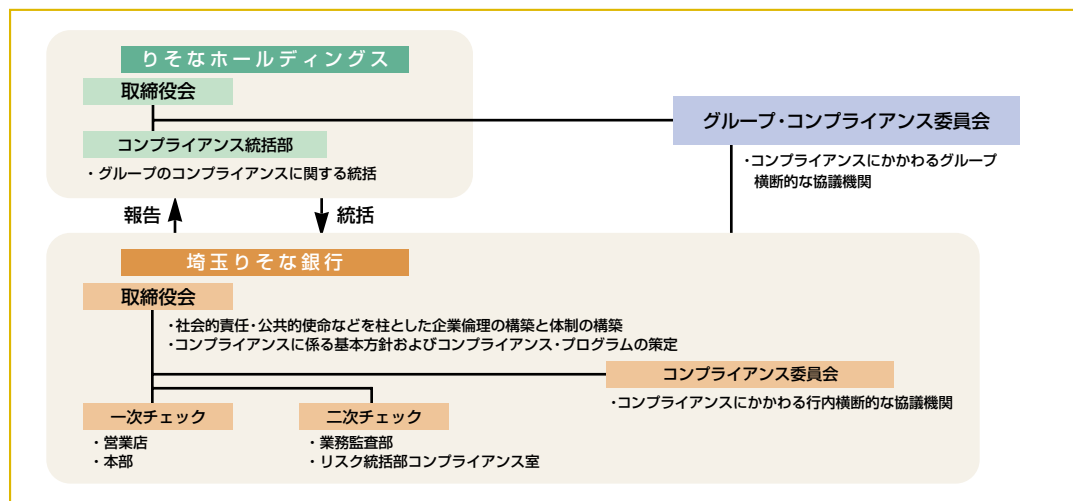 りそなホールディングス
取締役会
コンプライアンス統括部
・グループのコンプライアンスに関する統括
グループ・コンプライアンス委員会
・コンプライアンスにかかわるグループ
横断的な協議機関
報告
統括
埼玉りそな銀行
取締役会
・社会的責任・公共的使命などを柱とした企業倫理の構築と体制の構築
・コンプライアンスに係る基本方針およびコンプライアンス・プログラムの策定
コンプライアンス委員会
・コンプライアンスにかかわる行内横断的な協議機関
一次チェック
・営業店
・本部
二次チェック
・業務監査部
・リスク統括部コンプライアンス室